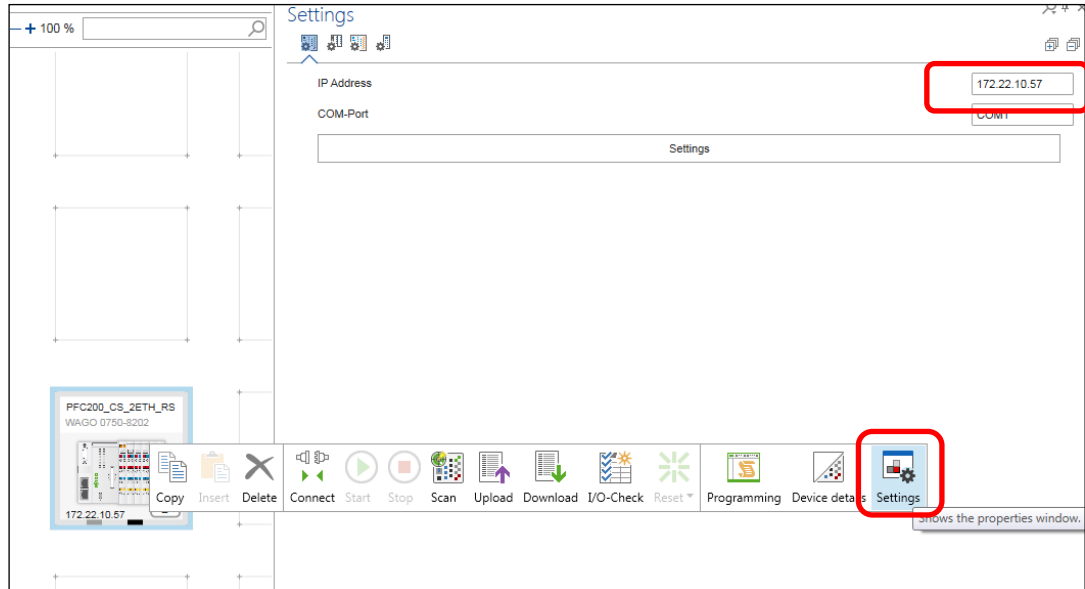 100 %
Settings
IP Address
172.22.10.57
COM-Port
COM1
Settings
PFC200_CS_2ETH_RS
WAGO 0750-8202
172.22.10.57
Copy Insert Delete Connect Start Stop Scan Upload Download I/O-Check Reset Programming Device details Settings
Shows the properties window.